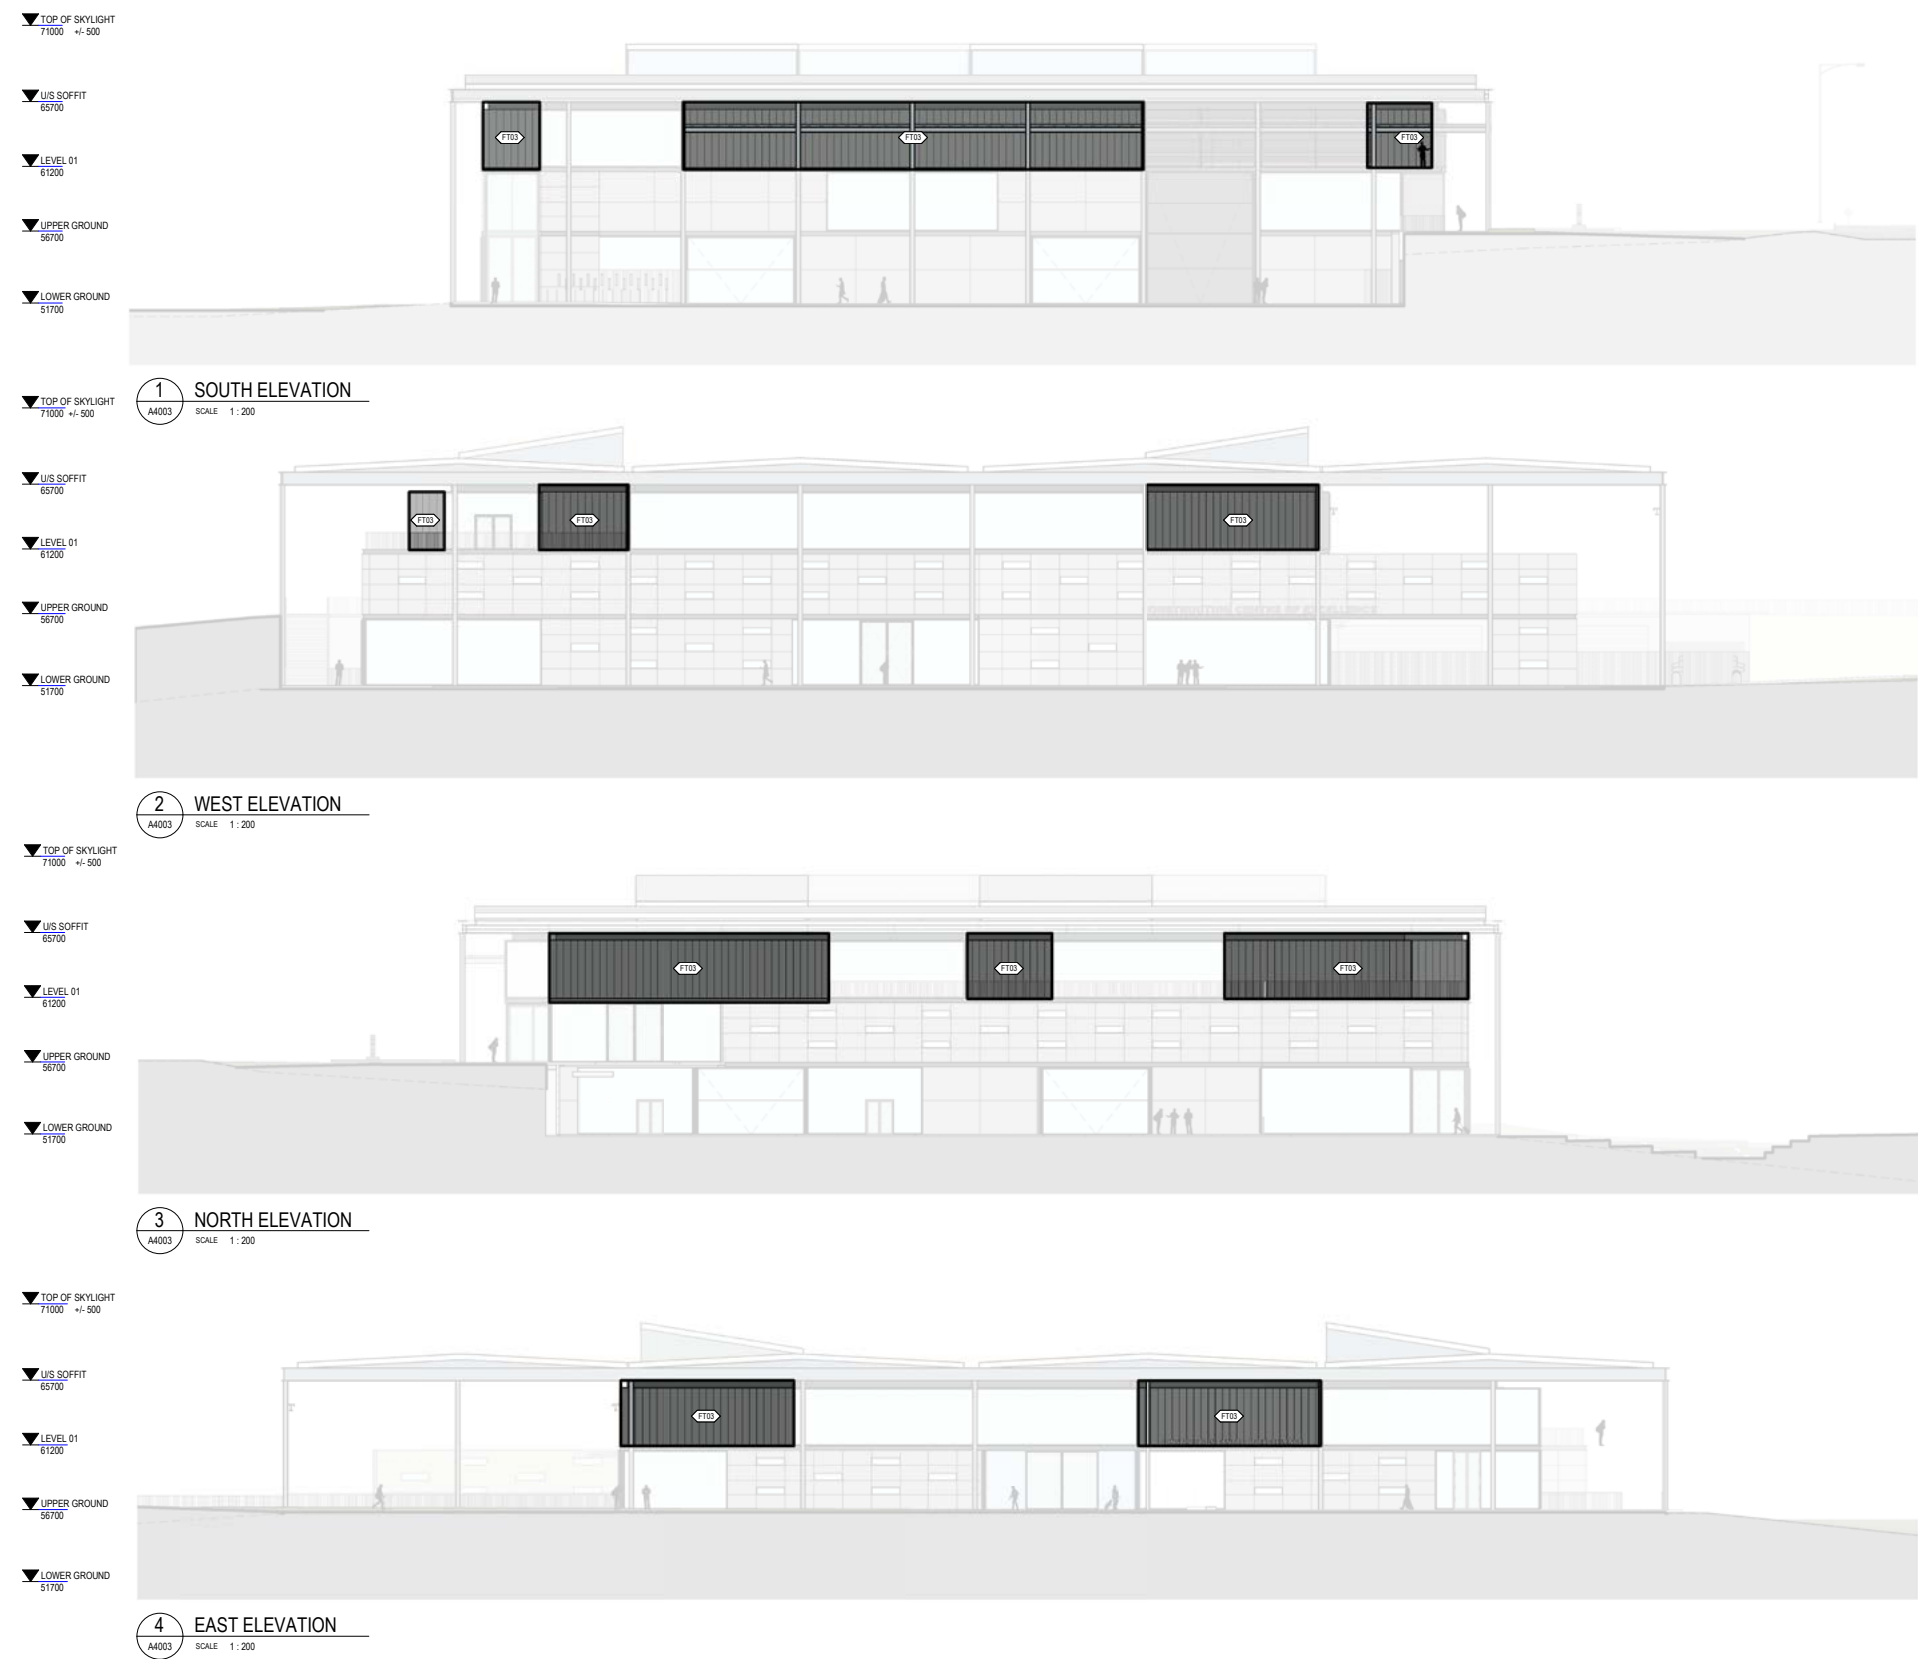 TOP OF SKYLIGHT
71000 +/- 500
U/S SOFFIT
65700
FT03
FT03
FT03
LEVEL 01
61200
UPPER GROUND
56700
LOWER GROUND
51700
1
A4003
SOUTH ELEVATION
SCALE 1 : 200
TOP OF SKYLIGHT
71000 +/- 500
U/S SOFFIT
65700
FT03
FT03
FT03
LEVEL 01
61200
UPPER GROUND
56700
CONSTRUCTION CENTRE OF EXCELLENCE
LOWER GROUND
51700
2
A4003
WEST ELEVATION
SCALE 1 : 200
TOP OF SKYLIGHT
71000 +/- 500
U/S SOFFIT
65700
FT03
FT03
FT03
LEVEL 01
61200
UPPER GROUND
56700
LOWER GROUND
51700
3
A4003
NORTH ELEVATION
SCALE 1 : 200
TOP OF SKYLIGHT
71000 +/- 500
U/S SOFFIT
65700
FT03
FT03
LEVEL 01
61200
UPPER GROUND
56700
LOWER GROUND
51700
4
A4003
EAST ELEVATION
SCALE 1 : 200